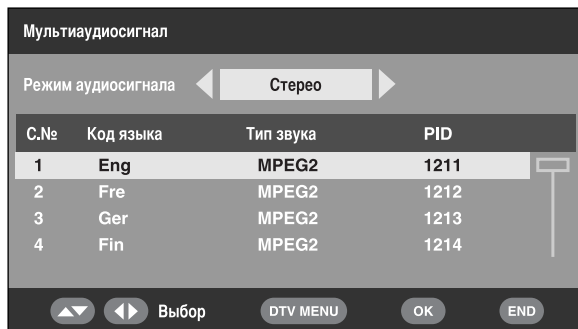 Мультиаудиосигнал
Режим аудиосигнала Стерео
С.№ Код языка Тип звука PID
1 Eng MPEG2 1211
2 Fre MPEG2 1212
3 Ger MPEG2 1213
4 Fin MPEG2 1214
Выбор DTV MENU OK END